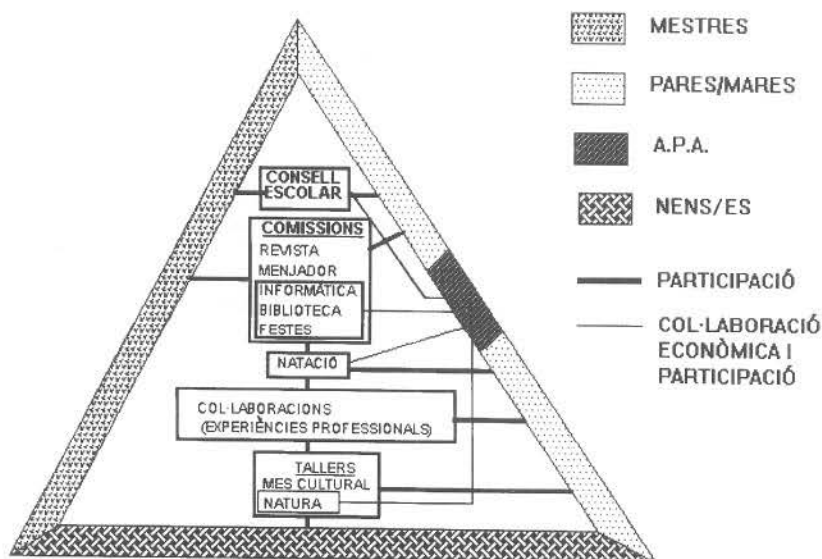 MESTRES
PARES/MARES
A.P.A.
NENS/ES
PARTICIPACIÓ
COL·LABORACIÓ
ECONÒMICA I
PARTICIPACIÓ
CONSELL
ESCOLAR
COMISSIONS
REVISTA
MENJADOR
INFORMÀTICA
BIBLIOTECA
FESTES
NATACIÓ
COL·LABORACIONS
(EXPERIÈNCIES PROFESSIONALS)
TALLERS
MES CULTURAL
NATURA